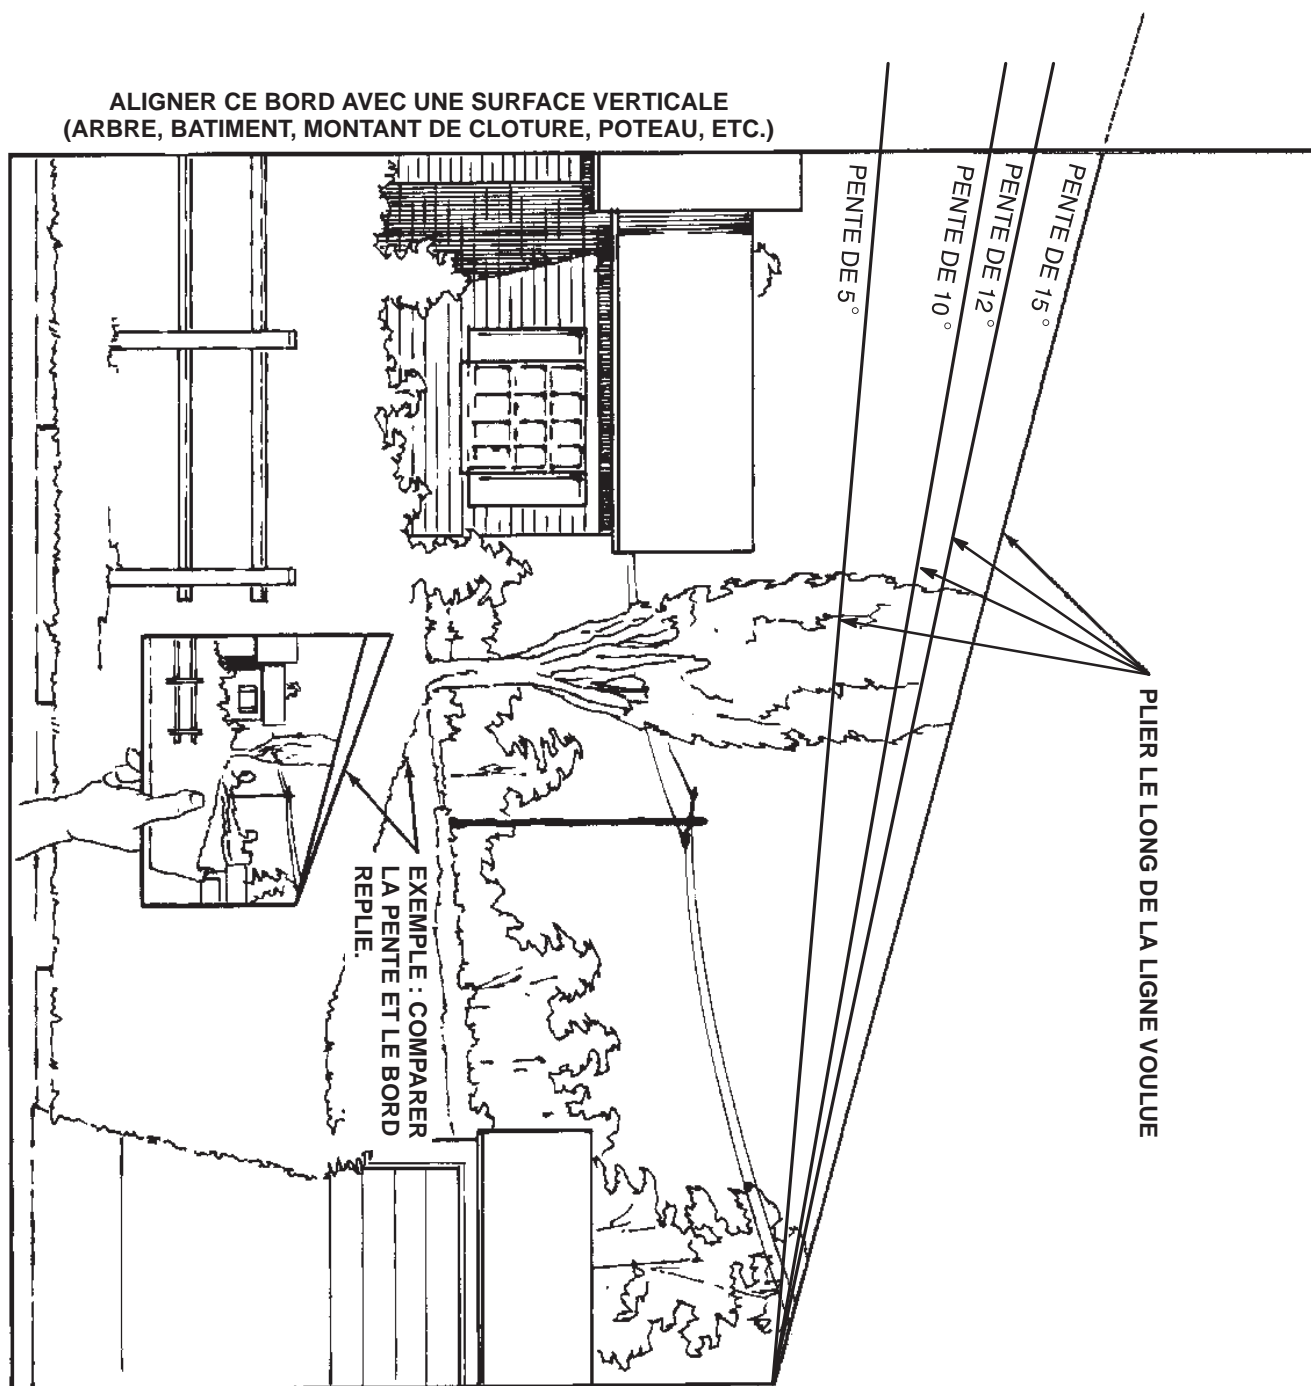 ALIGNER CE BORD AVEC UNE SURFACE VERTICALE
(ARBRE, BATIMENT, MONTANT DE CLOTURE, POTEAU, ETC.)
PENTE DE 5°
PENTE DE 10°
PENTE DE 12°
PENTE DE 15°
PLIER LE LONG DE LA LIGNE VOULUE
EXEMPLE : COMPARER
LA PENTE ET LE BORD
REPLIE.